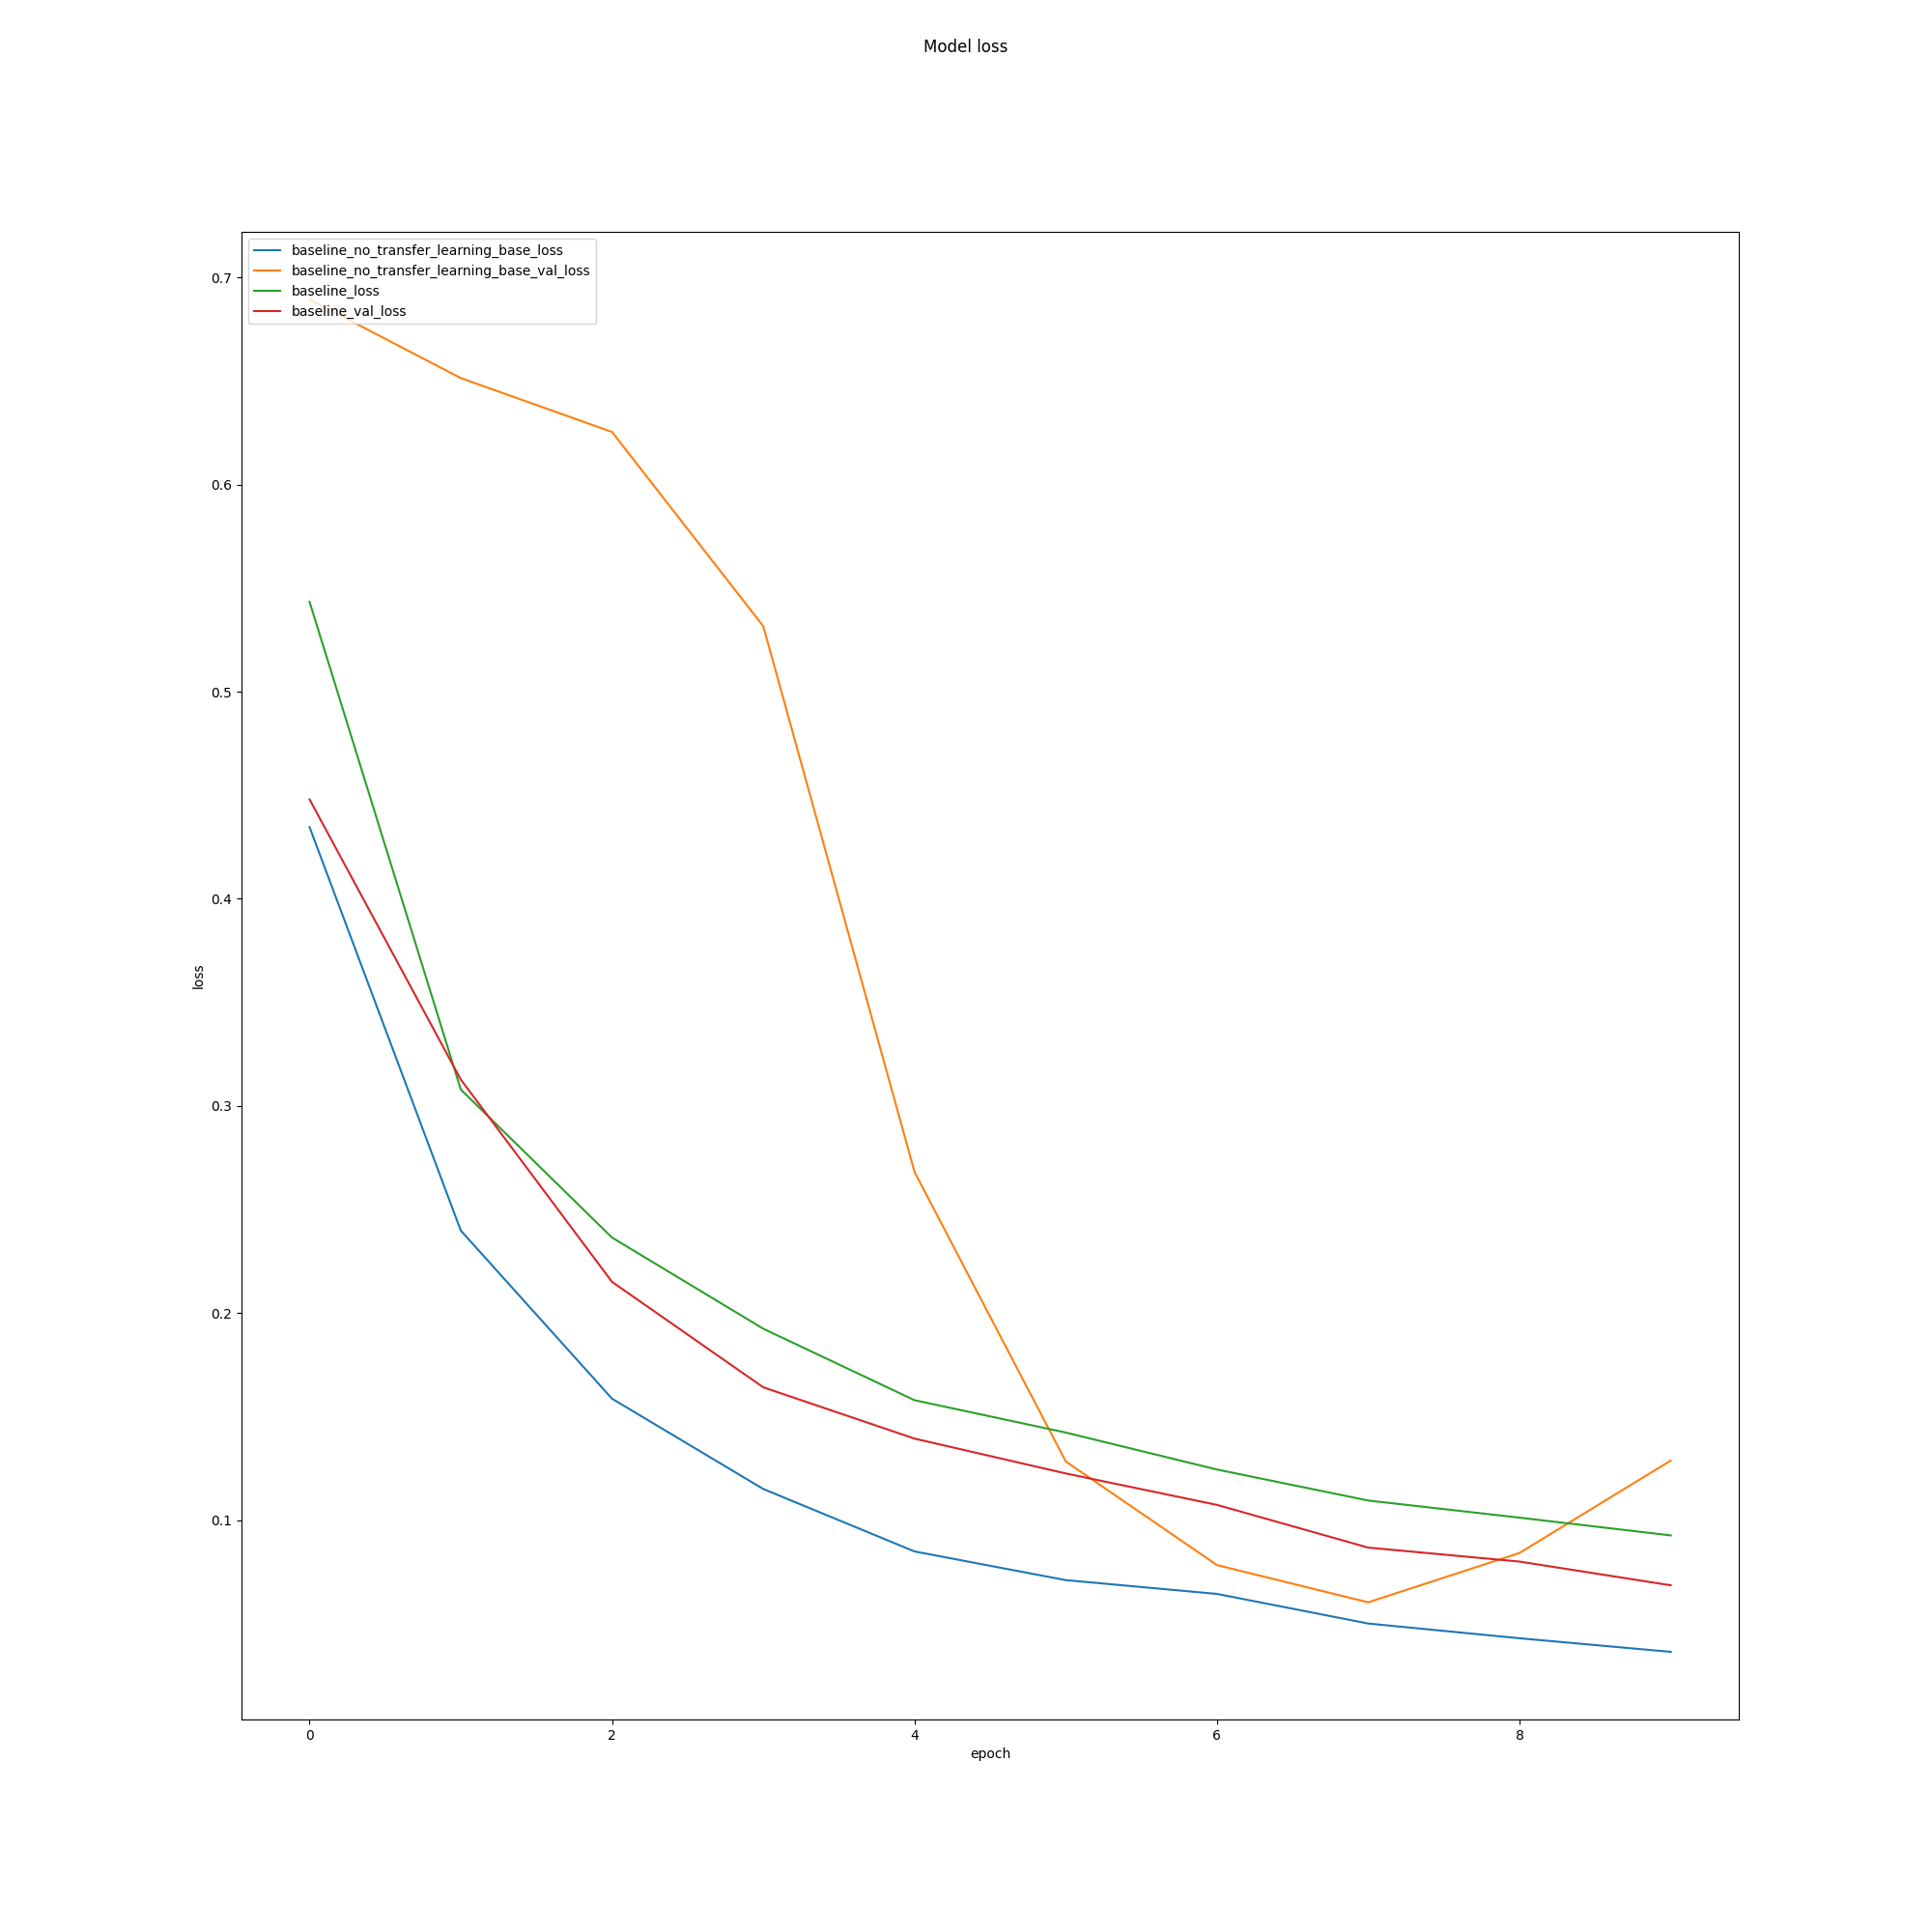 Model loss
baseline_no_transfer_learning_base_loss
baseline_no_transfer_learning_base_val_loss
baseline_loss
baseline_val_loss
0.7
0.6
0.5
0.4
0.3
0.2
0.1
loss
0 2 4 6 8
epoch